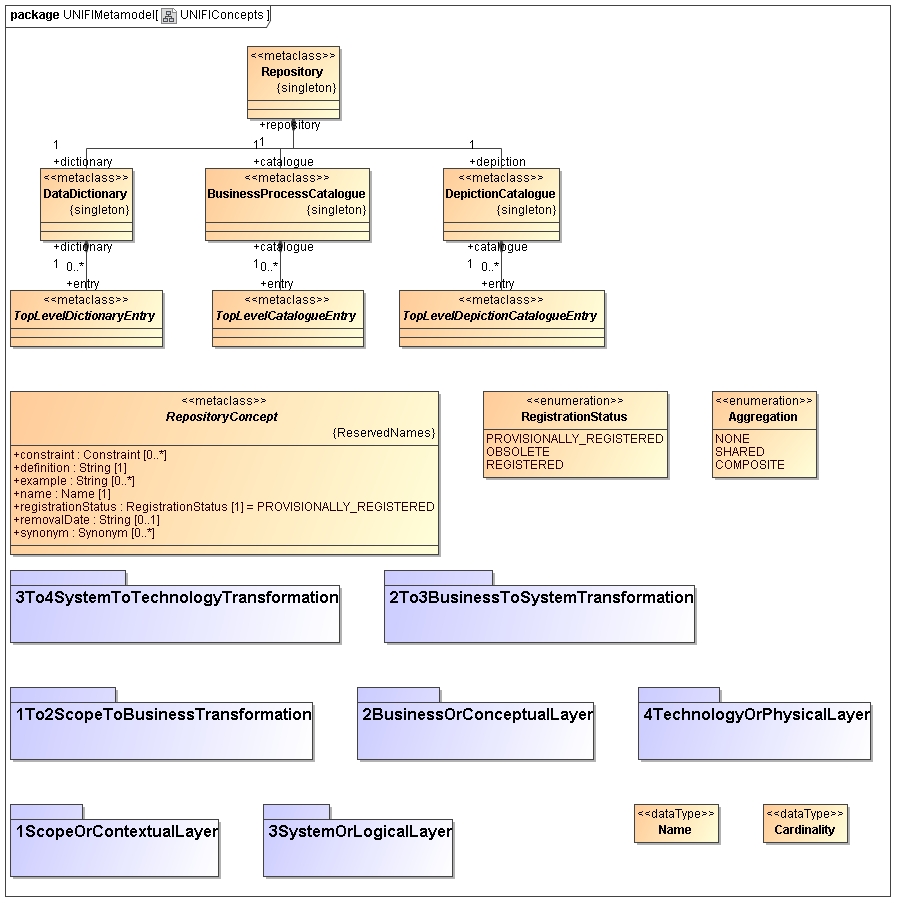 package UNIFIMetamodel[ UNIFIConcepts ]
<<metaclass>>
Repository
{singleton}
+repository
1
1 1 1
+dictionary +catalogue +depiction
<<metaclass>>
DataDictionary
{singleton}
<<metaclass>>
BusinessProcessCatalogue
{singleton}
<<metaclass>>
DepictionCatalogue
{singleton}
+dictionary +catalogue +catalogue
1 0..* 1 0..* 1 0..*
+entry +entry +entry
<<metaclass>>
TopLevelDictionaryEntry
<<metaclass>>
TopLevelCatalogueEntry
<<metaclass>>
TopLevelDepictionCatalogueEntry
<<metaclass>>
RepositoryConcept
{ReservedNames}
+constraint : Constraint [0..*]
+definition : String [1]
+example : String [0..*]
+name : Name [1]
+registrationStatus : RegistrationStatus [1] = PROVISIONALLY_REGISTERED
+removalDate : String [0..1]
+synonym : Synonym [0..*]
<<enumeration>>
RegistrationStatus
PROVISIONALLY_REGISTERED
OBSOLETE
REGISTERED
<<enumeration>>
Aggregation
NONE
SHARED
COMPOSITE
3To4SystemToTechnologyTransformation
2To3BusinessToSystemTransformation
1To2ScopeToBusinessTransformation
2BusinessOrConceptualLayer
4TechnologyOrPhysicalLayer
1ScopeOrContextualLayer
3SystemOrLogicalLayer
<<dataType>>
Name
<<dataType>>
Cardinality